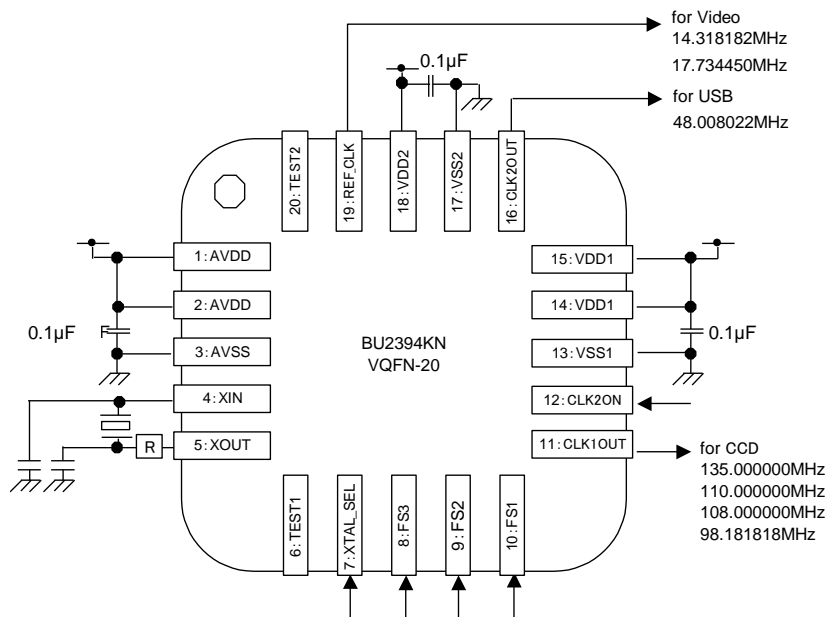 for Video
14.318182MHz
17.734450MHz
for USB
48.008022MHz
0.1µF
20:TEST2
19:REF_CLK
18:VDD2
17:VSS2
16:CLK2OUT
1:AVDD
2:AVDD
3:AVSS
4:XIN
5:XOUT
0.1µF
F
R
BU2394KN
VQFN-20
15:VDD1
14:VDD1
13:VSS1
12:CLK2ON
11:CLK1OUT
0.1µF
for CCD
135.000000MHz
110.000000MHz
108.000000MHz
98.181818MHz
6:TEST1
7:XTAL_SEL
8:FS3
9:FS2
10:FS1